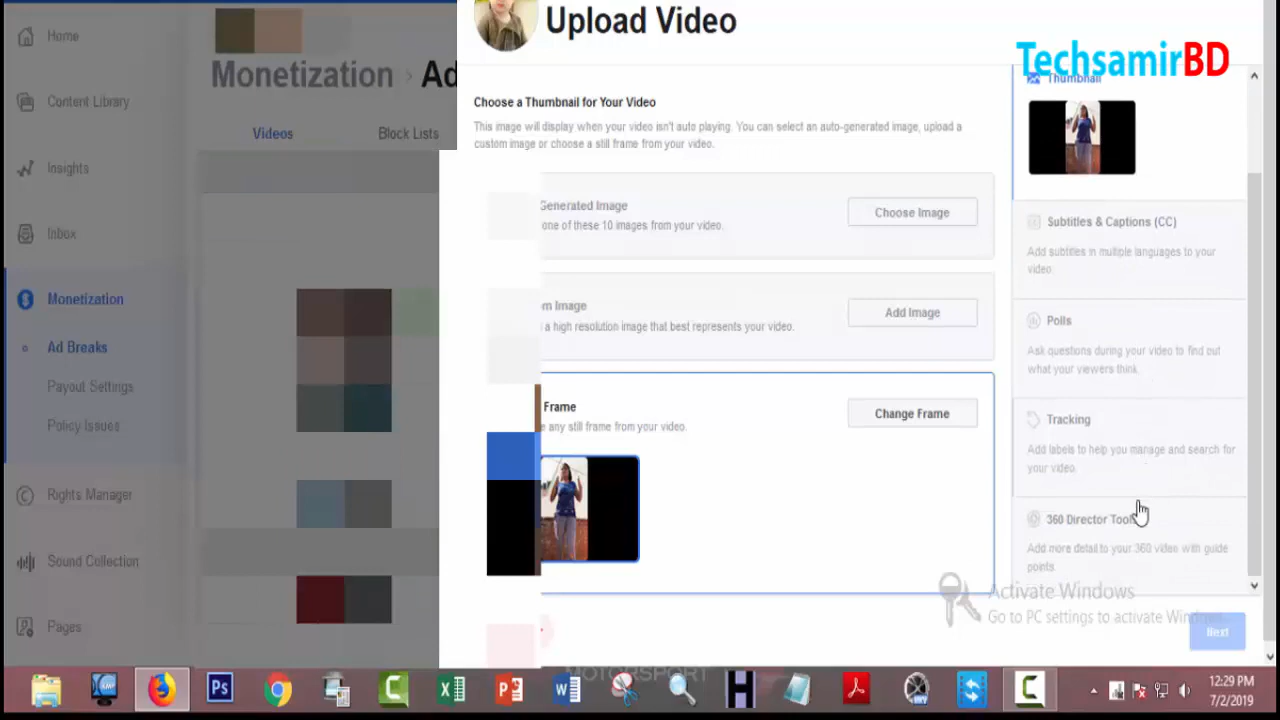 Upload Video
TechsamirBD
Home
Content Library
Insights
Inbox
Monetization
Ad Breaks
Payout Settings
Policy Issues
Rights Manager
Sound Collection
Pages
Monetization › Ad
Videos
Block Lists
Choose a Thumbnail for Your Video
This image will display when your video isn't auto playing. You can select an auto-generated image, upload a
custom image or choose a still frame from your video.
Generated Image
one of these 10 images from your video.
Choose Image
m Image
a high resolution image that best represents your video.
Add Image
Frame
e any still frame from your video.
Change Frame
Thumbnail
Subtitles & Captions (CC)
Add subtitles in multiple languages to your
video.
Polls
Ask questions during your video to find out
what your viewers think.
Tracking
Add labels to help you manage and search for
your video.
360 Director Tools
Add more detail to your 360 video with guide
points.
Activate Windows
Go to PC settings to activate Windows.
Next
MOTORSPORT
Ps
12:29 PM
7/2/2019